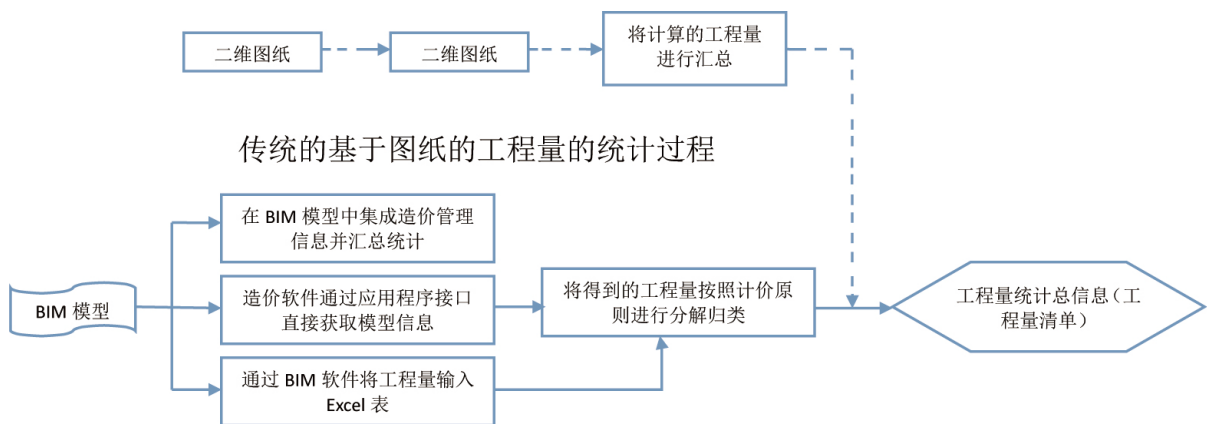 二维图纸
二维图纸
将计算的工程量
进行汇总
传统的基于图纸的工程量的统计过程
在 BIM 模型中集成造价管理
信息并汇总统计
BIM 模型
造价软件通过应用程序接口
直接获取模型信息
将得到的工程量按照计价原
则进行分解归类
工程量统计总信息（工
程量清单）
通过 BIM 软件将工程量输入
Excel 表